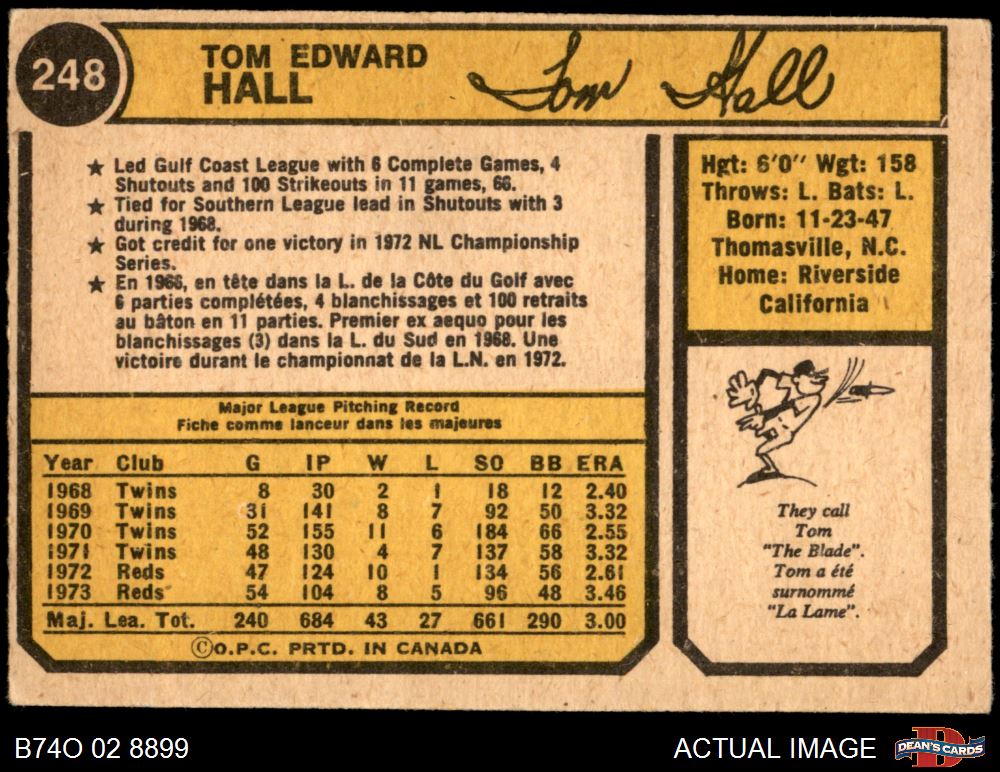 248
TOM EDWARD
HALL
Tom Hall
★ Led Gulf Coast League with 6 Complete Games, 4
Shutouts and 100 Strikeouts in 11 games, 66.
★ Tied for Southern League lead in Shutouts with 3
during 1968.
★ Got credit for one victory in 1972 NL Championship
Series.
★ En 1966, en tête dans la L. de la Côte du Golf avec
6 parties complétées, 4 blanchissages et 100 retraits
au bâton en 11 parties. Premier ex aequo pour les
blanchissages (3) dans la L. du Sud en 1968. Une
victoire durant le championnat de la L.N. en 1972.
Hgt: 6'0" Wgt: 158
Throws: L. Bats: L.
Born: 11-23-47
Thomasville, N.C.
Home: Riverside
California
Major League Pitching Record
Fiche comme lanceur dans les majeures
Year Club G IP W L SO BB ERA
1968 Twins 8 30 2 1 18 12 2.40
1969 Twins 31 141 8 7 92 50 3.32
1970 Twins 52 155 11 6 184 66 2.55
1971 Twins 48 130 4 7 137 58 3.32
1972 Reds 47 124 10 1 134 56 2.61
1973 Reds 54 104 8 5 96 48 3.46
Maj. Lea. Tot. 240 684 43 27 661 290 3.00
©O.P.C. PRTD. IN CANADA
They call
Tom
"The Blade".
Tom a été
surnommé
"La Lame".
B74O 02 8899
ACTUAL IMAGE
DEAN'S CARDS